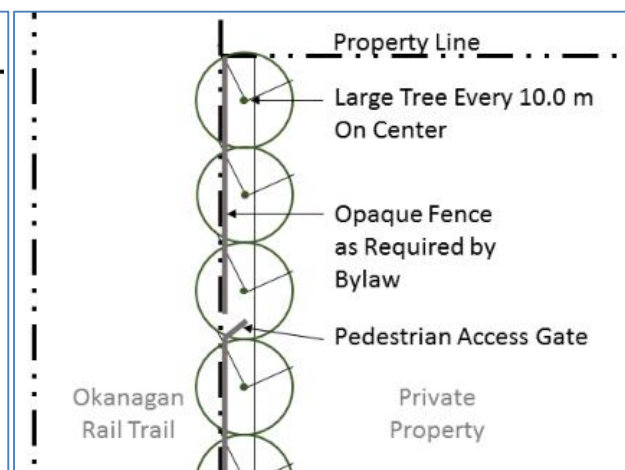 Property Line
Large Tree Every 10.0 m
On Center
Opaque Fence
as Required by
Bylaw
Pedestrian Access Gate
Okanagan
Rail Trail
Private
Property